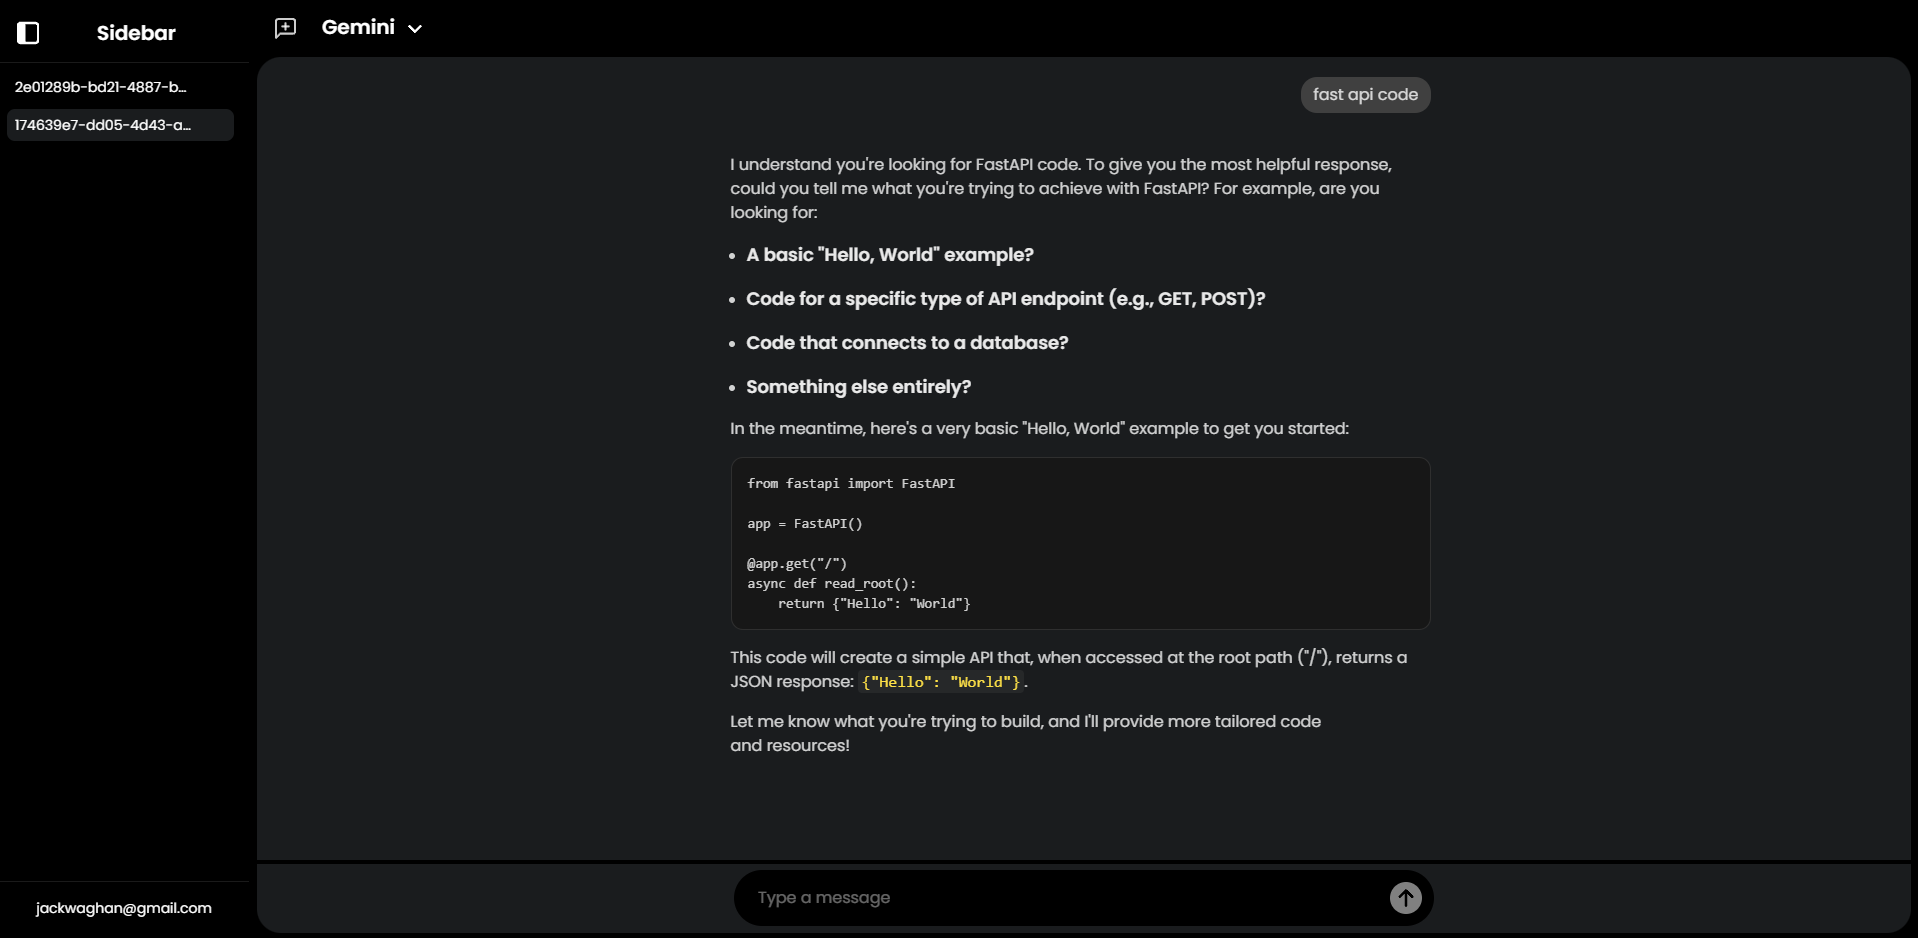 Sidebar
2e01289b-bd21-4887-b...
174639e7-dd05-4d43-a...
jackwaghan@gmail.com
Gemini
fast api code
I understand you're looking for FastAPI code. To give you the most helpful response,
could you tell me what you're trying to achieve with FastAPI? For example, are you
looking for:
• A basic "Hello, World" example?
• Code for a specific type of API endpoint (e.g., GET, POST)?
• Code that connects to a database?
• Something else entirely?
In the meantime, here's a very basic "Hello, World" example to get you started:
from fastapi import FastAPI
app = FastAPI()
@app.get("/")
async def read_root():
    return {"Hello": "World"}
This code will create a simple API that, when accessed at the root path ("/"), returns a
JSON response: {"Hello": "World"}.
Let me know what you're trying to build, and I'll provide more tailored code
and resources!
Type a message